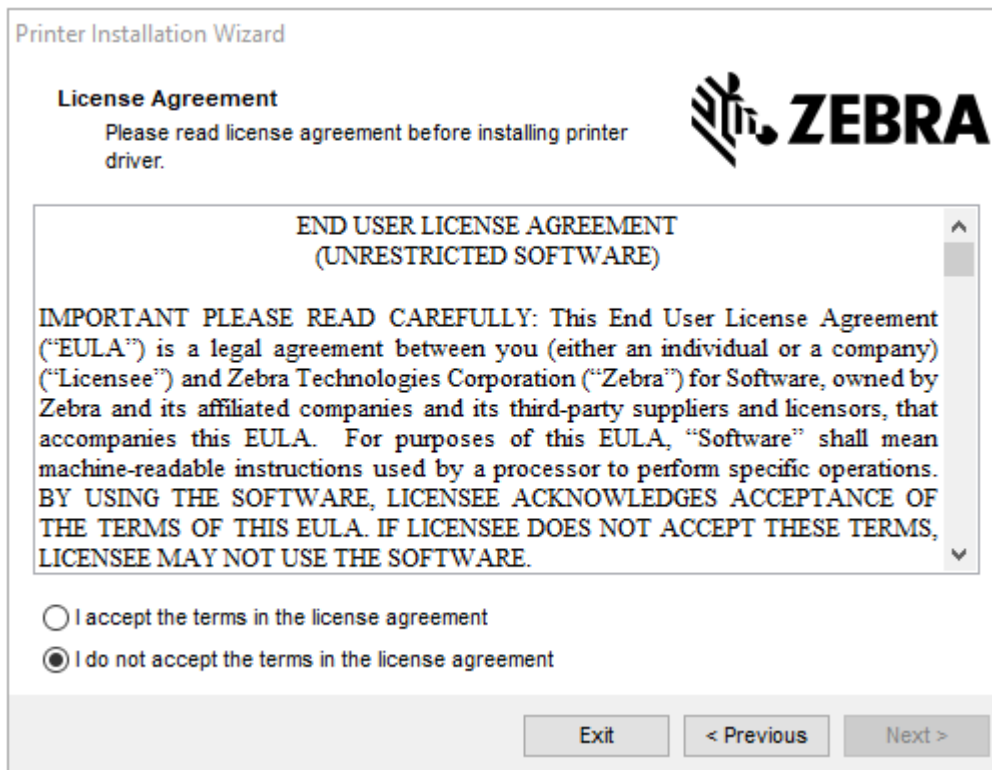 Printer Installation Wizard
License Agreement
Please read license agreement before installing printer
driver.
ZEBRA
END USER LICENSE AGREEMENT
(UNRESTRICTED SOFTWARE)
IMPORTANT PLEASE READ CAREFULLY: This End User License Agreement
(“EULA”) is a legal agreement between you (either an individual or a company)
(“Licensee”) and Zebra Technologies Corporation (“Zebra”) for Software, owned by
Zebra and its affiliated companies and its third-party suppliers and licensors, that
accompanies this EULA. For purposes of this EULA, “Software” shall mean
machine-readable instructions used by a processor to perform specific operations.
BY USING THE SOFTWARE, LICENSEE ACKNOWLEDGES ACCEPTANCE OF
THE TERMS OF THIS EULA. IF LICENSEE DOES NOT ACCEPT THESE TERMS,
LICENSEE MAY NOT USE THE SOFTWARE.
I accept the terms in the license agreement
I do not accept the terms in the license agreement
Exit < Previous Next >